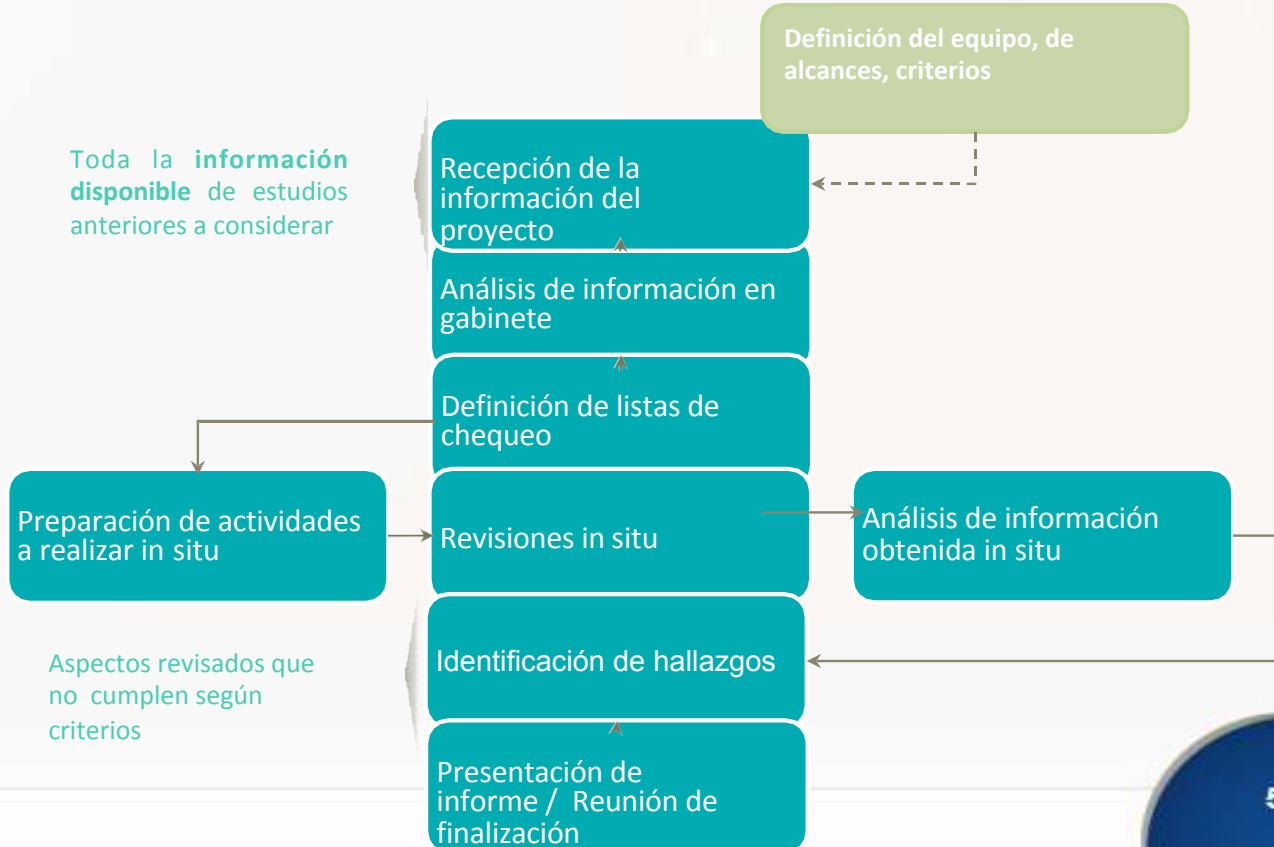 Definición del equipo, de
alcances, criterios
Toda la información
disponible de estudios
anteriores a considerar
Recepción de la
información del
proyecto
Análisis de información en
gabinete
Definición de listas de
chequeo
Preparación de actividades
a realizar in situ
Revisiones in situ
Análisis de información
obtenida in situ
Aspectos revisados que
no cumplen según
criterios
Identificación de hallazgos
Presentación de
informe / Reunión de
finalización